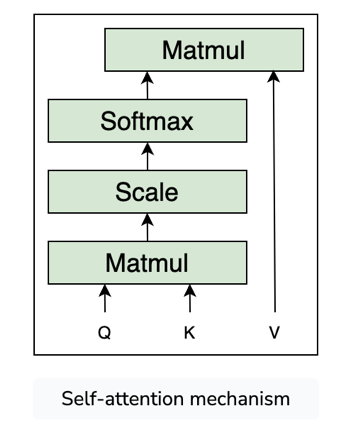 Matmul
Softmax
Scale
Matmul
Q K V
Self-attention mechanism